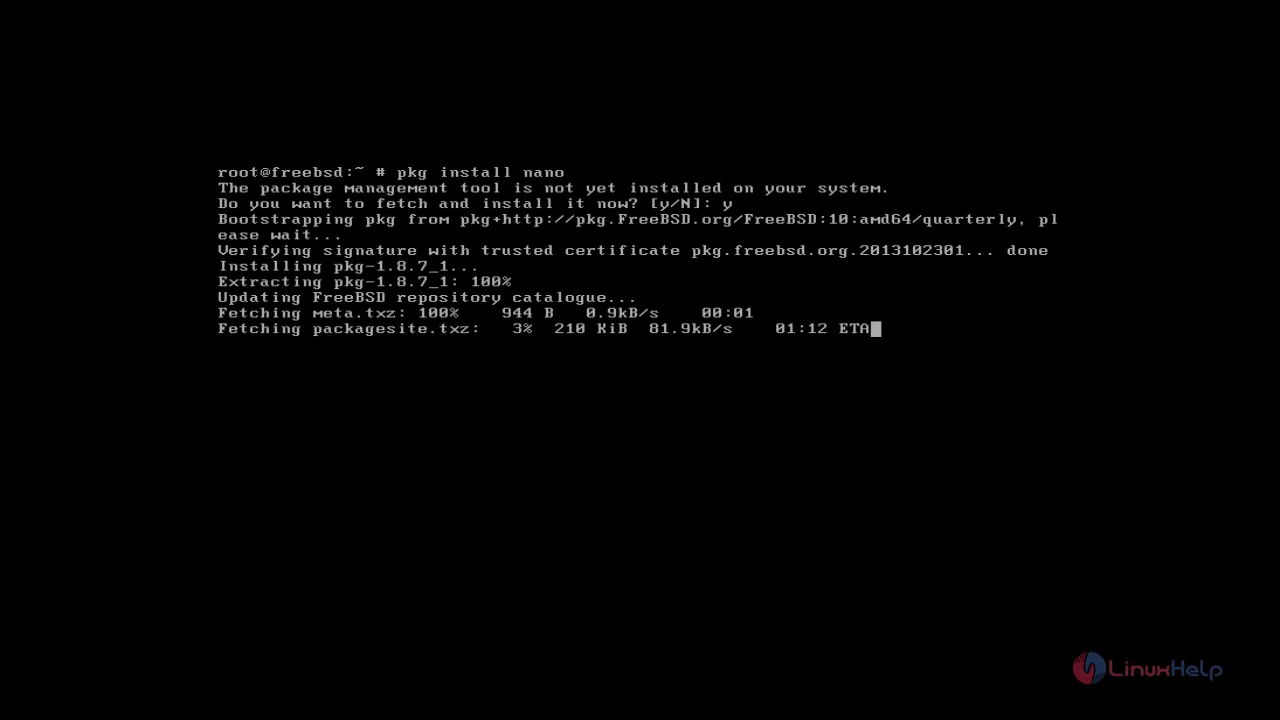 root@freebsd:~ # pkg install nano
The package management tool is not yet installed on your system.
Do you want to fetch and install it now? [y/N]: y
Bootstrapping pkg from pkg+http://pkg.FreeBSD.org/FreeBSD:10:amd64/quarterly, pl
ease wait...
Verifying signature with trusted certificate pkg.freebsd.org.2013102301... done
Installing pkg-1.8.7_1...
Extracting pkg-1.8.7_1: 100%
Updating FreeBSD repository catalogue...
Fetching meta.txz: 100%    944 B   0.9kB/s    00:01
Fetching packagesite.txz:   3%  210 KiB  81.9kB/s    01:12 ETA
LinuxHelp